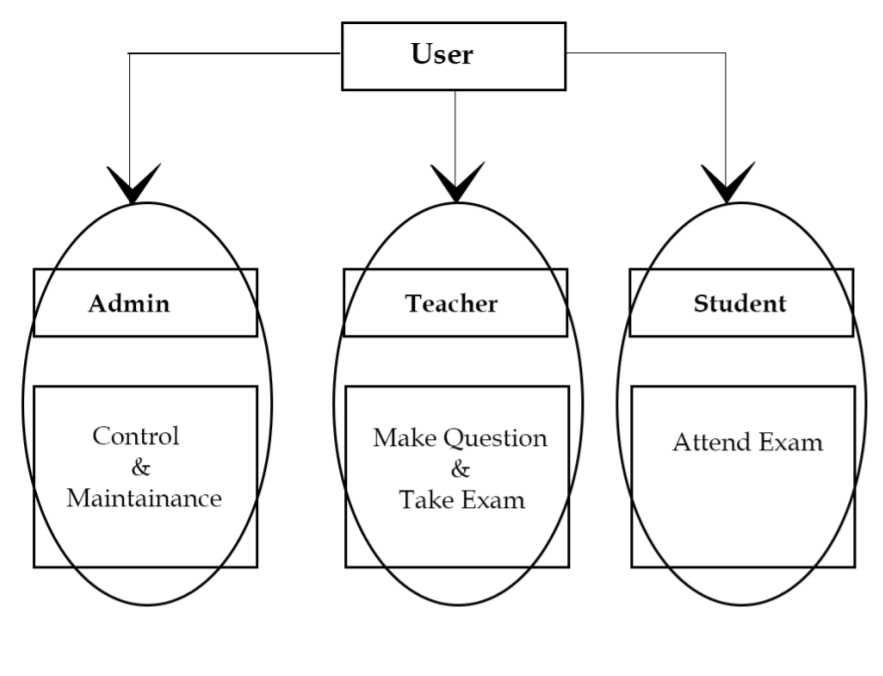 User
Admin
Teacher
Student
Control
&
Maintainance
Make Question
&
Take Exam
Attend Exam